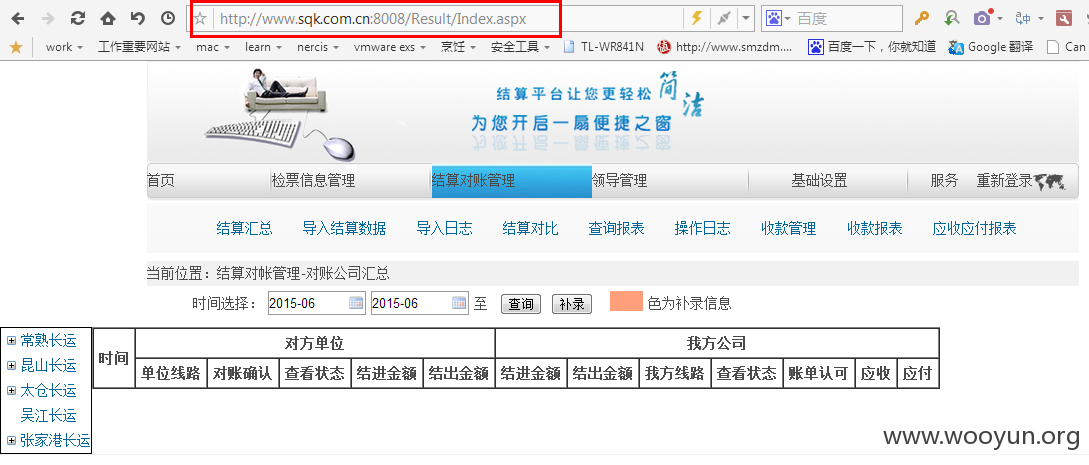 http://www.sqk.com.cn:8008/Result/Index.aspx
百度
work 工作重要网站 mac learn nercis vmware exs 烹饪 安全工具 TL-WR841N http://www.smzdm.... 百度一下，你就知道 Google 翻译 Can
结算平台让您更轻松 简洁
为您开启一扇便捷之窗
首页 检票信息管理 结算对账管理 领导管理 基础设置 服务 重新登录
结算汇总 导入结算数据 导入日志 结算对比 查询报表 操作日志 收款管理 收款报表 应收应付报表
当前位置：结算对帐管理-对账公司汇总
时间选择： 2015-06 2015-06 至 查询 补录 色为补录信息
常熟长运
昆山长运
太仓长运
吴江长运
张家港长运
时间 对方单位 我方公司
单位线路 对账确认 查看状态 结进金额 结出金额 结进金额 结出金额 我方线路 查看状态 账单认可 应收 应付
www.wooyun.org